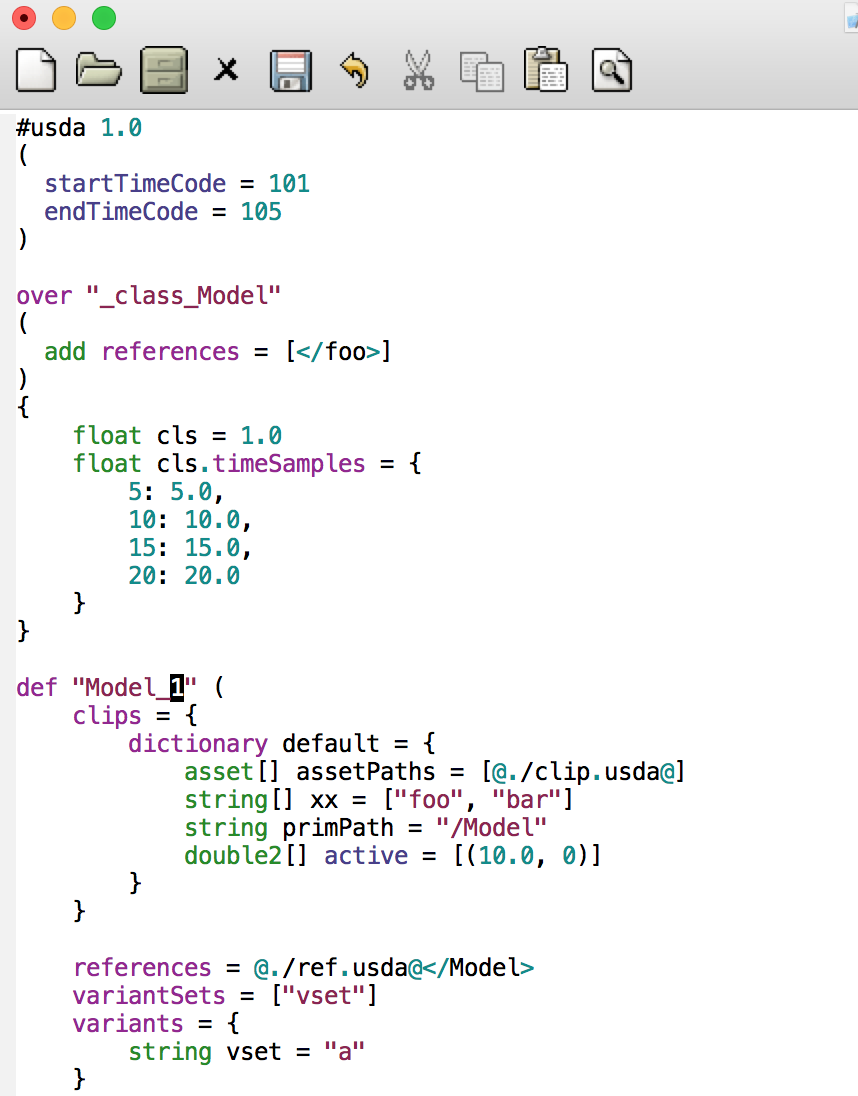 #usda 1.0
(
  startTimeCode = 101
  endTimeCode = 105
)

over "_class_Model"
(
  add references = [</foo>]
)
{
    float cls = 1.0
    float cls.timeSamples = {
        5: 5.0,
        10: 10.0,
        15: 15.0,
        20: 20.0
    }
}

def "Model_1" (
    clips = {
        dictionary default = {
            asset[] assetPaths = [@./clip.usda@]
            string[] xx = ["foo", "bar"]
            string primPath = "/Model"
            double2[] active = [(10.0, 0)]
        }
    }

    references = @./ref.usda@</Model>
    variantSets = ["vset"]
    variants = {
        string vset = "a"
    }